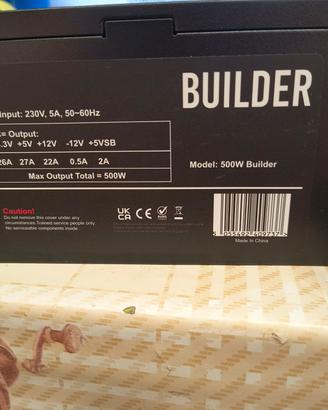 BUILDER
input: 230V, 5A, 50~60Hz
= Output:
.3V +5V +12V -12V +5VSB
26A 27A 22A 0.5A 2A
Max Output Total = 500W
Model: 500W Builder
Caution!
Do not remove this cover under any
circumstances.Trained service people only.
No serviceable components inside.
UK
CA CE RoHS
Made In China